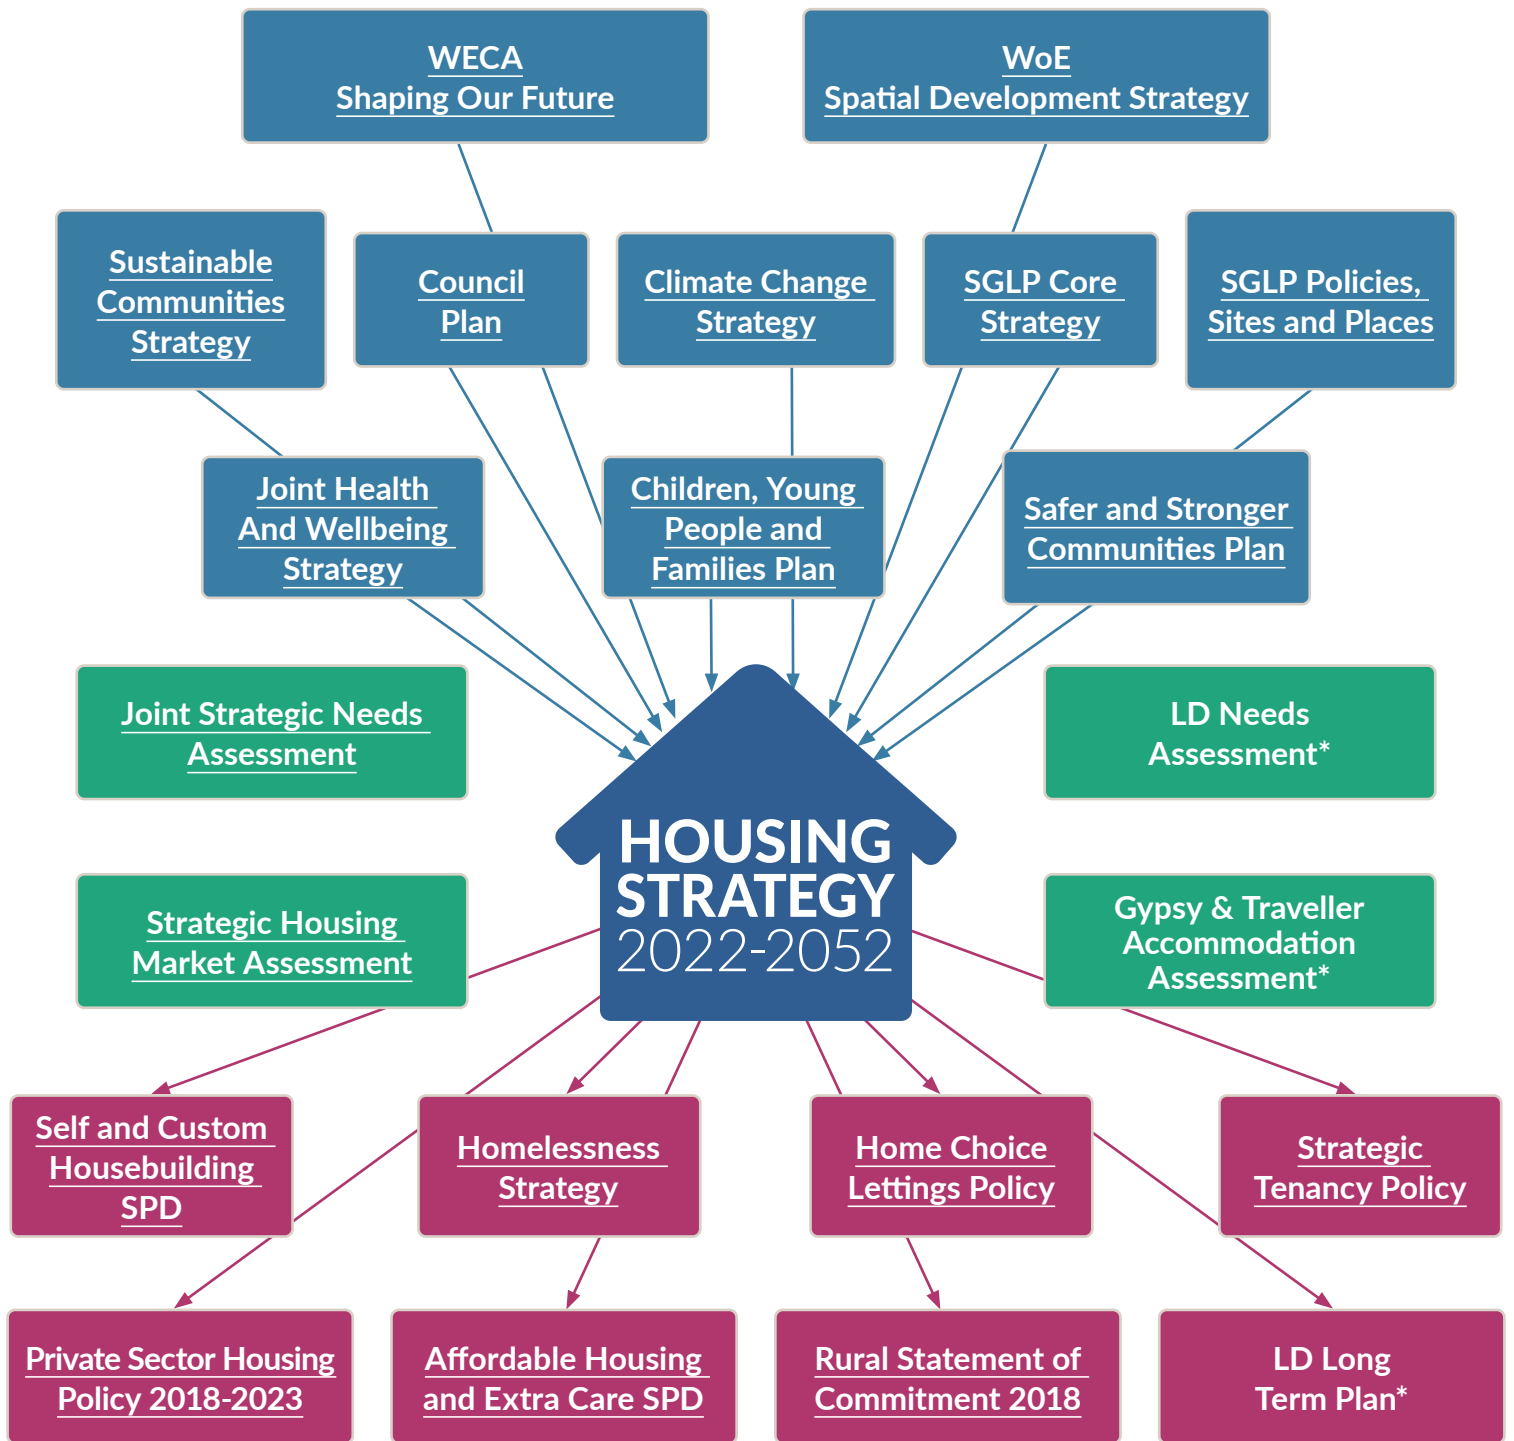 WECA
Shaping Our Future
WoE
Spatial Development Strategy
Sustainable
Communities
Strategy
Council
Plan
Climate Change
Strategy
SGLP Core
Strategy
SGLP Policies,
Sites and Places
Joint Health
And Wellbeing
Strategy
Children, Young
People and
Families Plan
Safer and Stronger
Communities Plan
Joint Strategic Needs
Assessment
LD Needs
Assessment*
HOUSING
STRATEGY
2022-2052
Strategic Housing
Market Assessment
Gypsy & Traveller
Accommodation
Assessment*
Self and Custom
Housebuilding
SPD
Homelessness
Strategy
Home Choice
Lettings Policy
Strategic
Tenancy Policy
Private Sector Housing
Policy 2018-2023
Affordable Housing
and Extra Care SPD
Rural Statement of
Commitment 2018
LD Long
Term Plan*